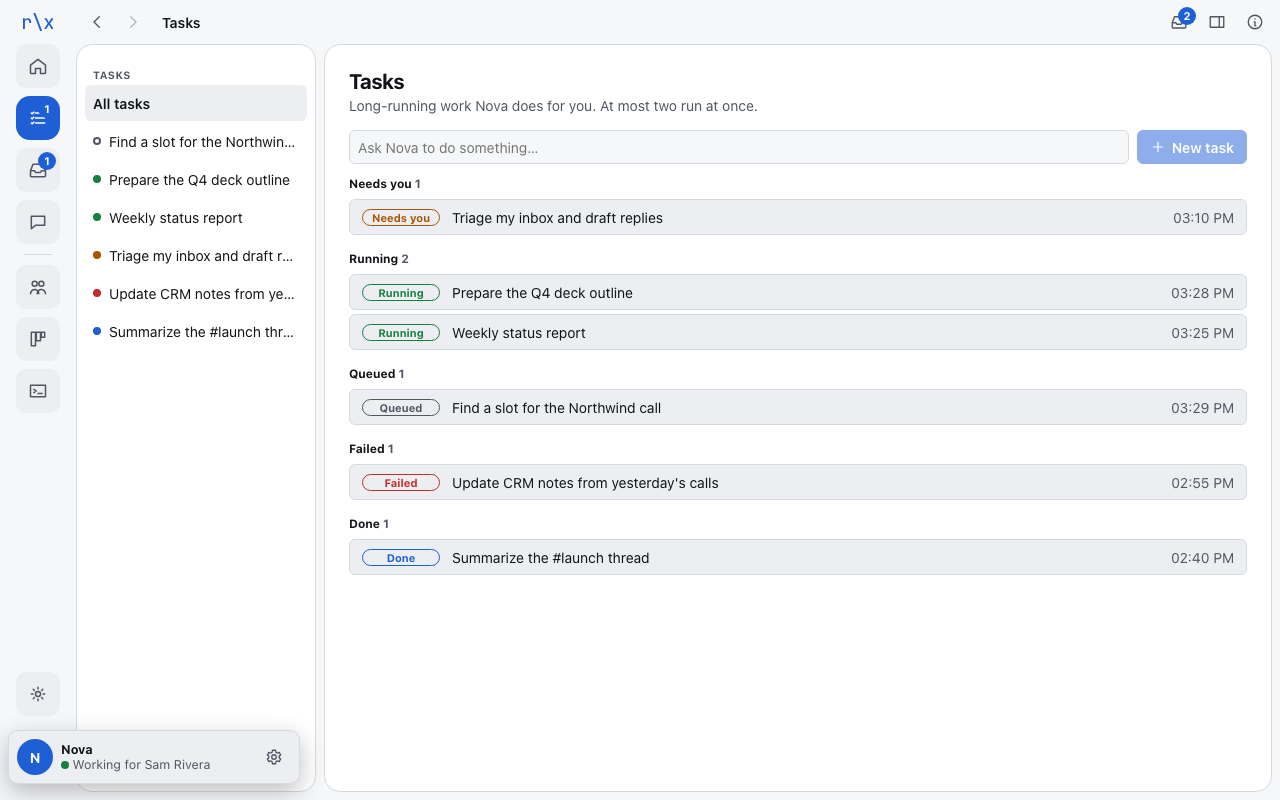 r\x
Tasks
2
1
1
TASKS
All tasks
Find a slot for the Northwin...
Prepare the Q4 deck outline
Weekly status report
Triage my inbox and draft r...
Update CRM notes from ye...
Summarize the #launch thr...
Nova
N
Working for Sam Rivera
Tasks
Long-running work Nova does for you. At most two run at once.
Ask Nova to do something...
+ New task
Needs you 1
Needs you Triage my inbox and draft replies 03:10 PM
Running 2
Running Prepare the Q4 deck outline 03:28 PM
Running Weekly status report 03:25 PM
Queued 1
Queued Find a slot for the Northwind call 03:29 PM
Failed 1
Failed Update CRM notes from yesterday's calls 02:55 PM
Done 1
Done Summarize the #launch thread 02:40 PM